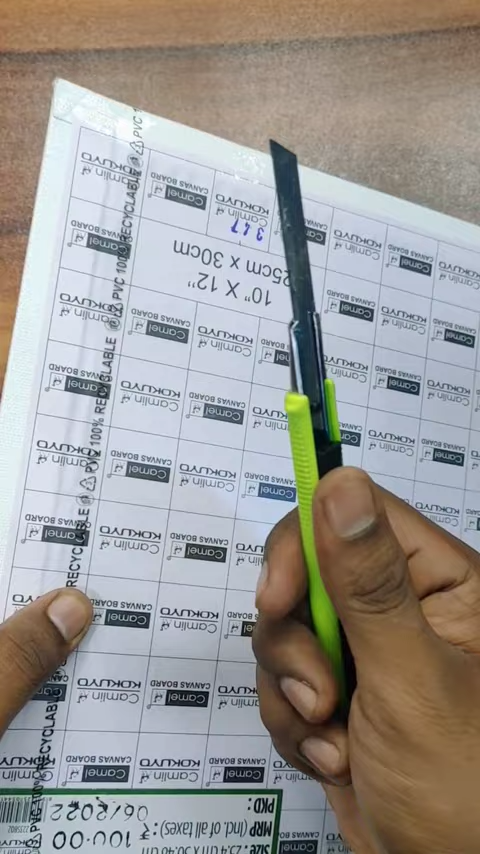 KOKUYO
Camlin
Camel
CANVAS BOARD
PVC 100% RECYCLABLE
347
10" X 12"
25cm x 30cm
PKD:
06/2022
MRP (Incl. of all taxes): ₹
100.00
Size: